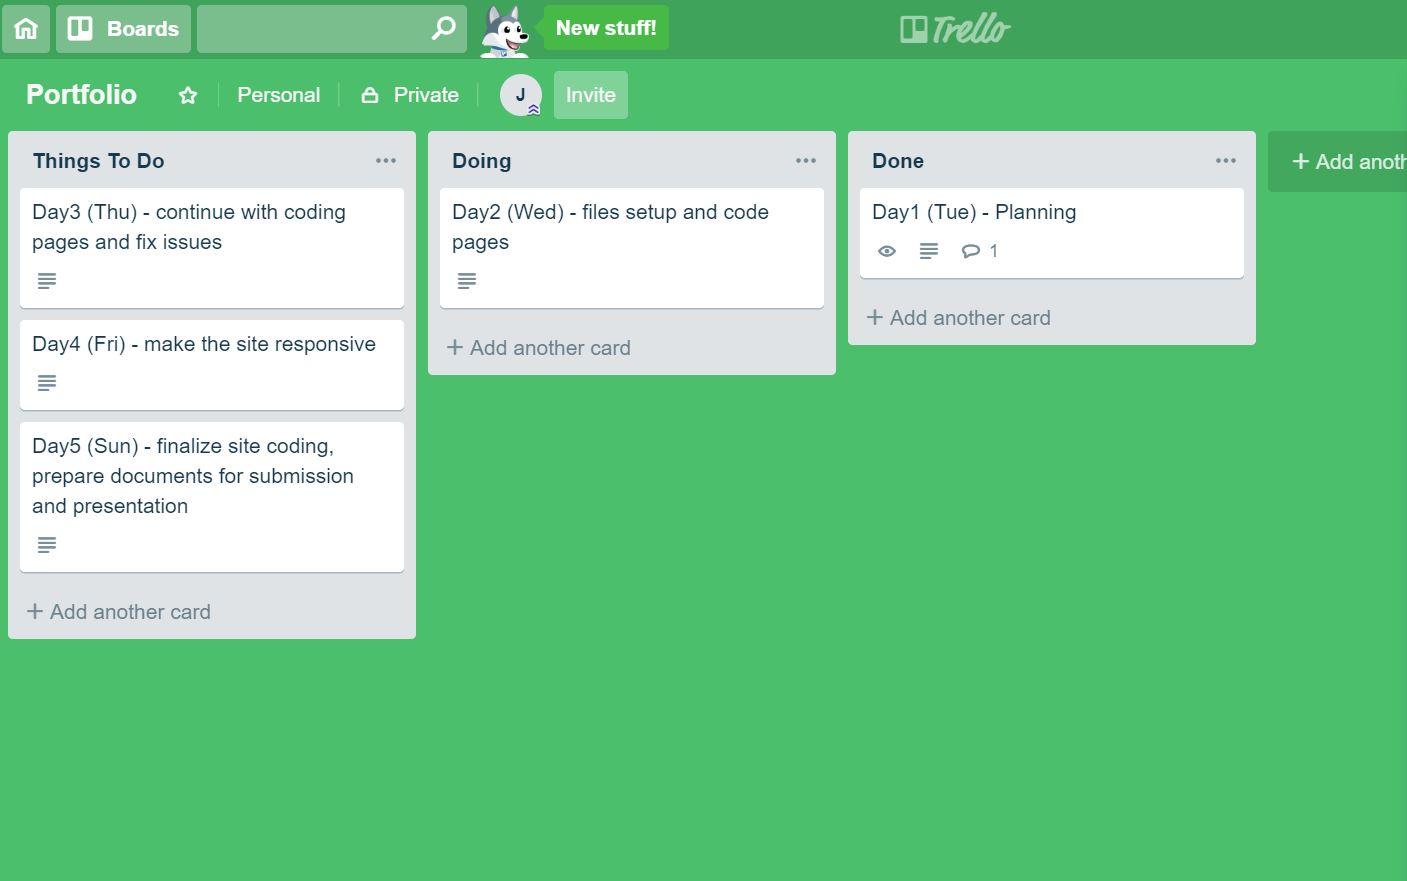 Boards
New stuff!
Trello
Portfolio
Personal
Private
J
Invite
Things To Do
Day3 (Thu) - continue with coding
pages and fix issues
Day4 (Fri) - make the site responsive
Day5 (Sun) - finalize site coding,
prepare documents for submission
and presentation
+ Add another card
Doing
Day2 (Wed) - files setup and code
pages
+ Add another card
Done
Day1 (Tue) - Planning
1
+ Add another card
+ Add anoth